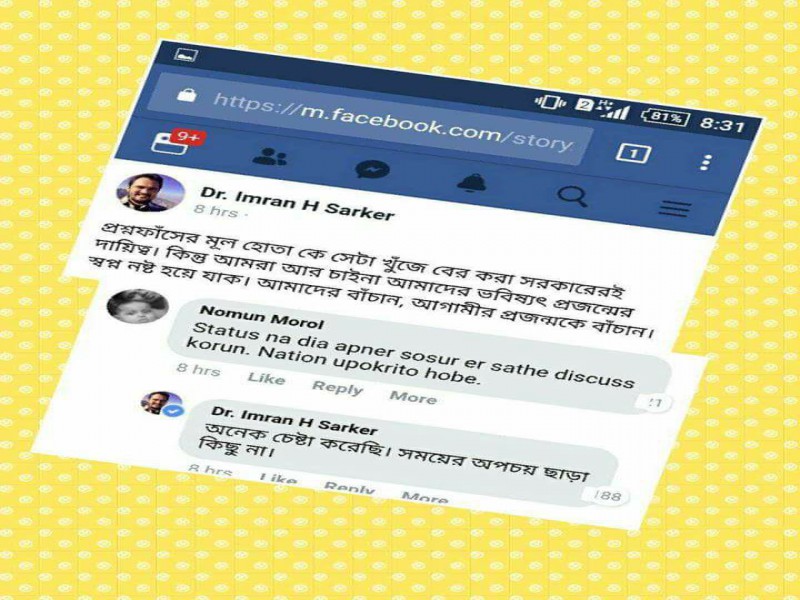 81% 8:31
https://m.facebook.com/story
1
9+
Dr. Imran H Sarker
8 hrs ·
প্রশ্নফাঁসের মূল হোতা কে সেটা খুঁজে বের করা সরকারেরই
দায়িত্ব। কিন্তু আমরা আর চাইনা আমাদের ভবিষ্যৎ প্রজন্মের
স্বপ্ন নষ্ট হয়ে যাক। আমাদের বাঁচান, আগামীর প্রজন্মকে বাঁচান।
Nomun Morol
Status na dia apner sosur er sathe discuss
korun. Nation upokrito hobe.
8 hrs Like Reply More
Dr. Imran H Sarker
অনেক চেষ্টা করেছি। সময়ের অপচয় ছাড়া
কিছু না।
88
8 hrs Like Reply More